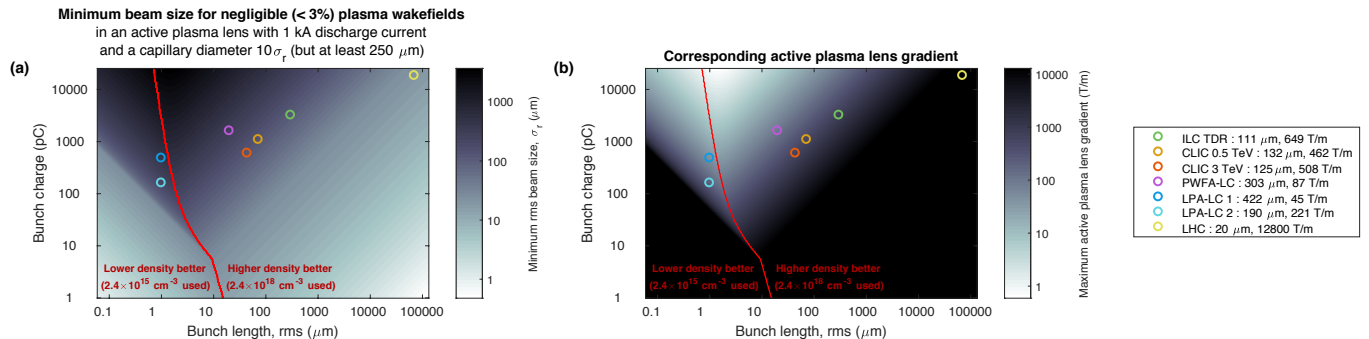 Minimum beam size for negligible (< 3%) plasma wakefields
in an active plasma lens with 1 kA discharge current
and a capillary diameter 10σr (but at least 250 μm)
(a)
Bunch charge (pC)
10000
1000
100
10
1
Lower density better
(2.4×10^15 cm^-3 used)
Higher density better
(2.4×10^18 cm^-3 used)
0.1 1 10 100 1000 10000 100000
Bunch length, rms (μm)
1000
100
10
1
Minimum rms beam size, σr (μm)
(b)
Corresponding active plasma lens gradient
Bunch charge (pC)
10000
1000
100
10
1
Lower density better
(2.4×10^15 cm^-3 used)
Higher density better
(2.4×10^18 cm^-3 used)
0.1 1 10 100 1000 10000 100000
Bunch length, rms (μm)
10000
1000
100
10
1
Maximum active plasma lens gradient (T/m)
ILC TDR : 111 μm, 649 T/m
CLIC 0.5 TeV : 132 μm, 462 T/m
CLIC 3 TeV : 125 μm, 508 T/m
PWFA-LC : 303 μm, 87 T/m
LPA-LC 1 : 422 μm, 45 T/m
LPA-LC 2 : 190 μm, 221 T/m
LHC : 20 μm, 12800 T/m